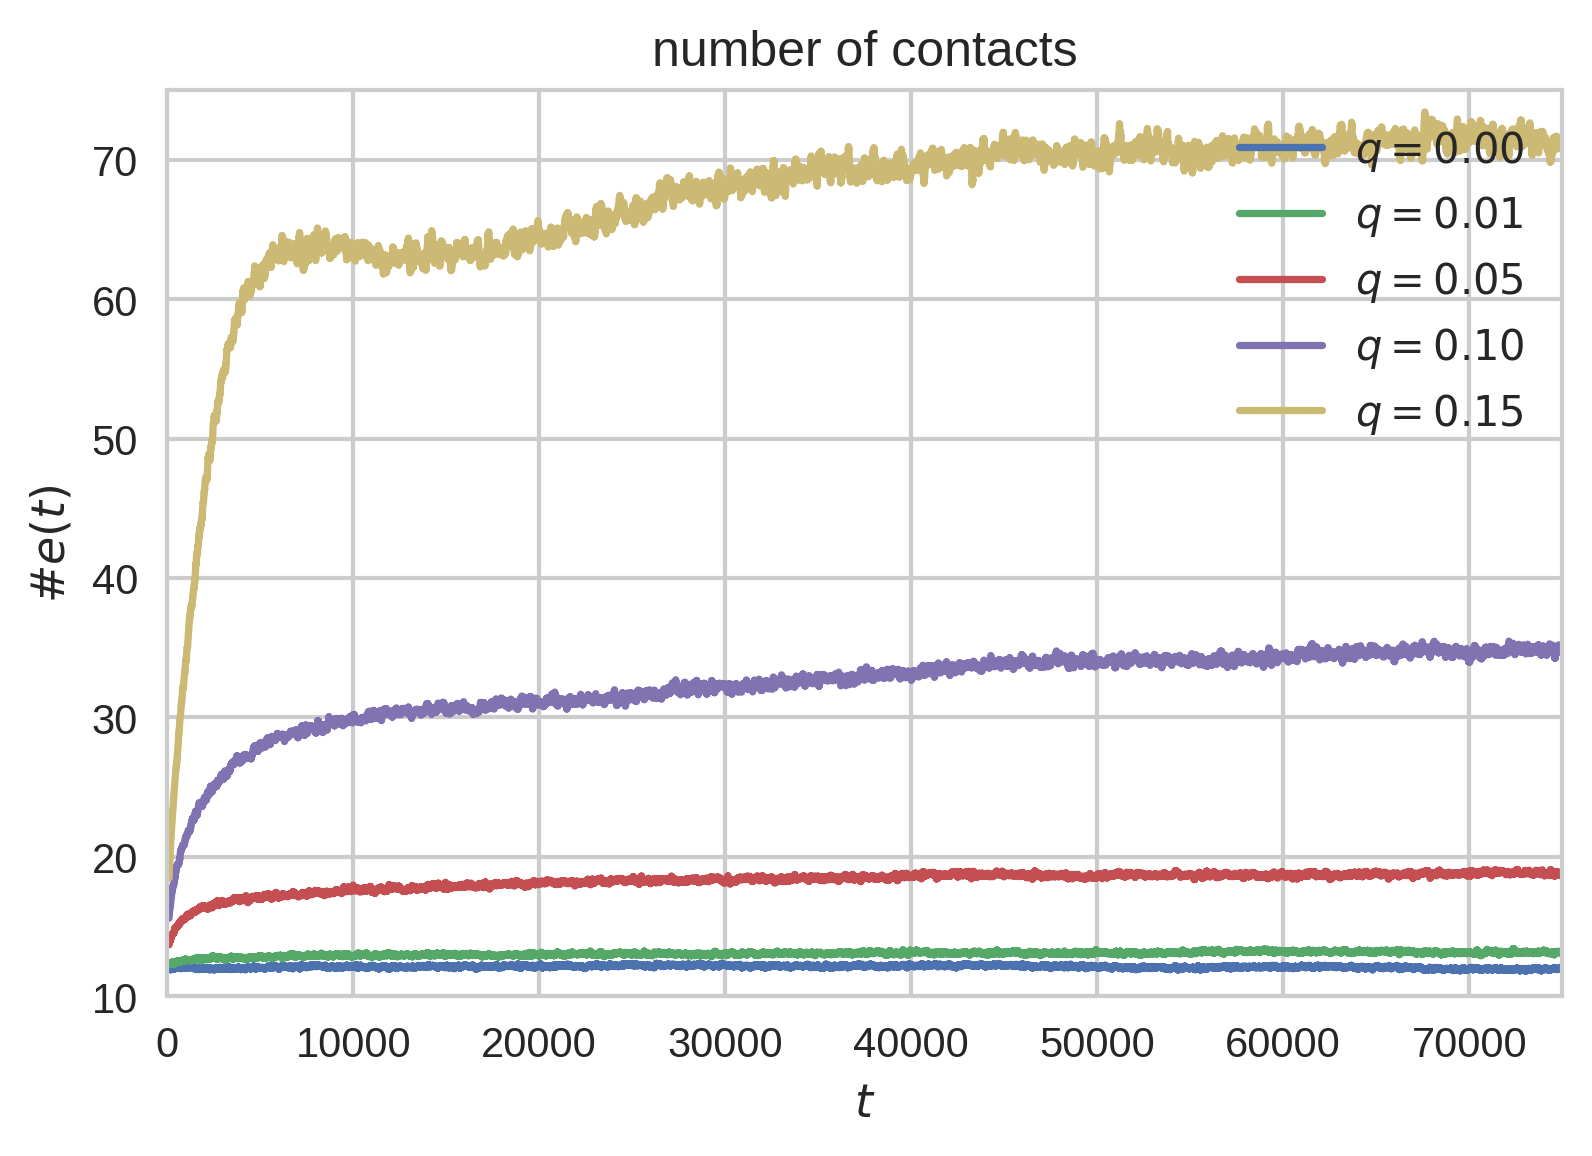 number of contacts
#e(t)
70
60
50
40
30
20
10
q = 0.00
q = 0.01
q = 0.05
q = 0.10
q = 0.15
0 10000 20000 30000 40000 50000 60000 70000
t